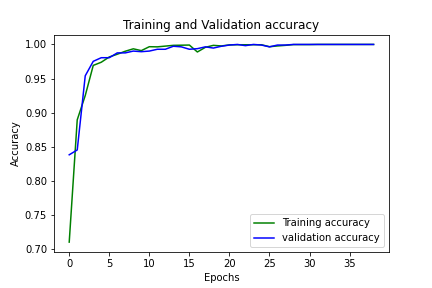 Training and Validation accuracy
1.00
0.95
0.90
0.85
0.80
0.75
0.70
Accuracy
Training accuracy
validation accuracy
0 5 10 15 20 25 30 35
Epochs